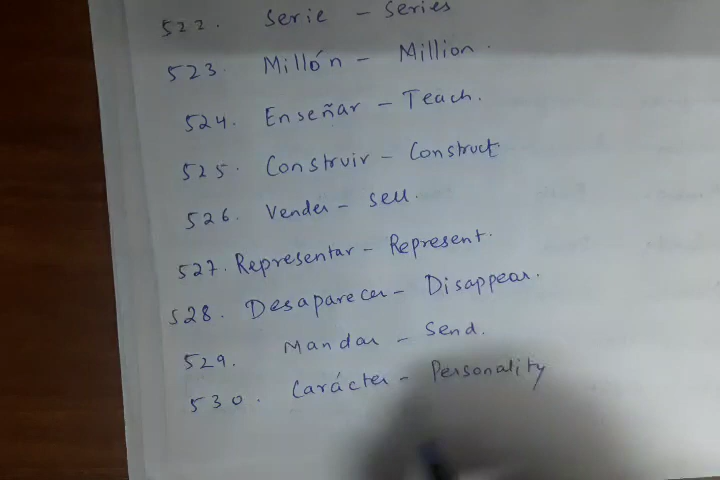 522. Serie - Series
523. Millón - Million.
524. Enseñar - Teach.
525. Construir - Construct
526. Vender - Sell.
527. Representar - Represent.
528. Desaparecer - Disappear.
529. Mandar - Send.
530. Carácter - Personality